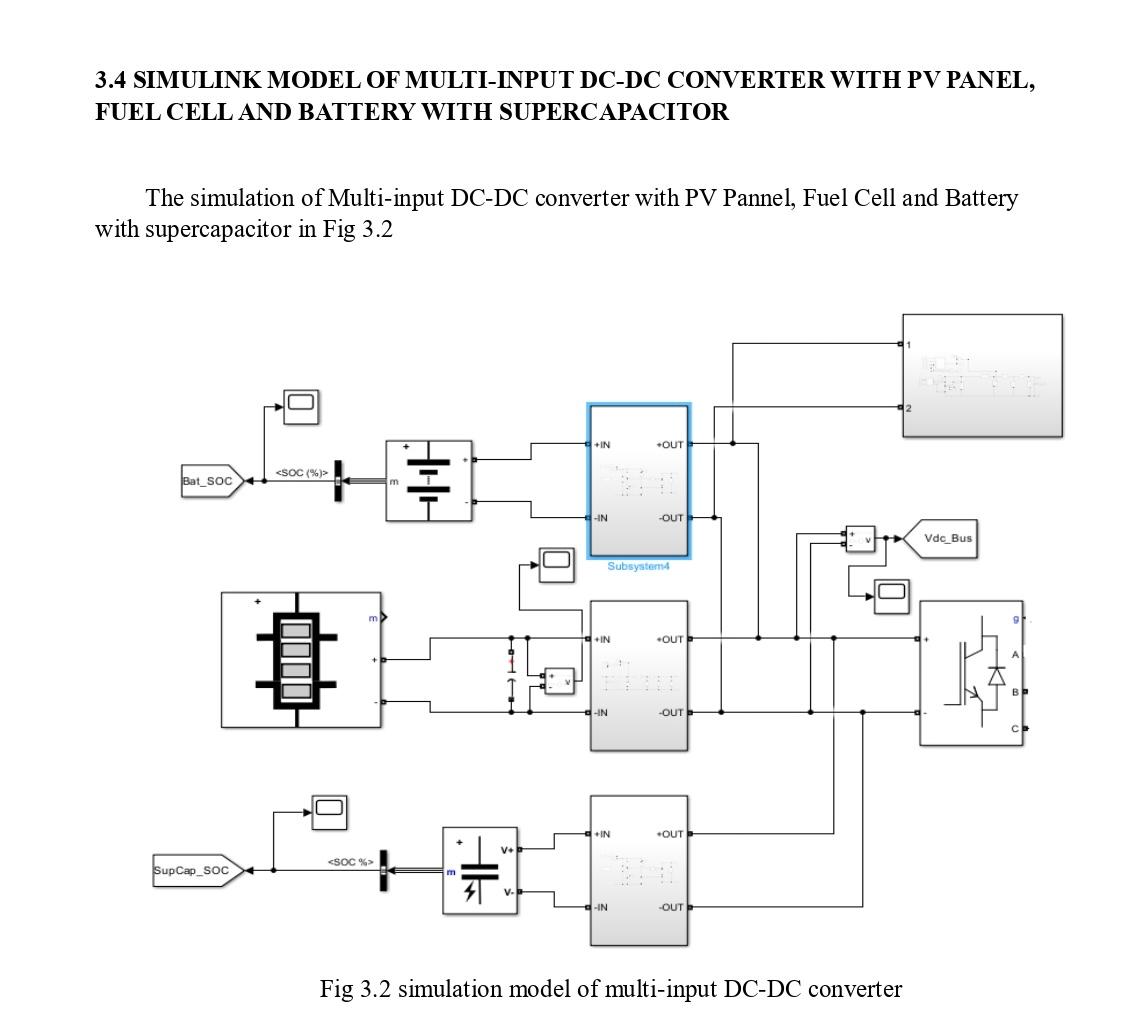 3.4 SIMULINK MODEL OF MULTI-INPUT DC-DC CONVERTER WITH PV PANEL,
FUEL CELL AND BATTERY WITH SUPERCAPACITOR
The simulation of Multi-input DC-DC converter with PV Pannel, Fuel Cell and Battery
with supercapacitor in Fig 3.2
1
2
+IN
+OUT
-IN
-OUT
Subsystem4
Bat_SOC
<SOC (%)>
+
m
+
-
+
-
v
Vdc_Bus
+
m
+
-
+
-
v
+IN
+OUT
-IN
-OUT
g
+
A
B
-
C
SupCap_SOC
<SOC %>
+
m
V+
V-
+IN
+OUT
-IN
-OUT
Fig 3.2 simulation model of multi-input DC-DC converter